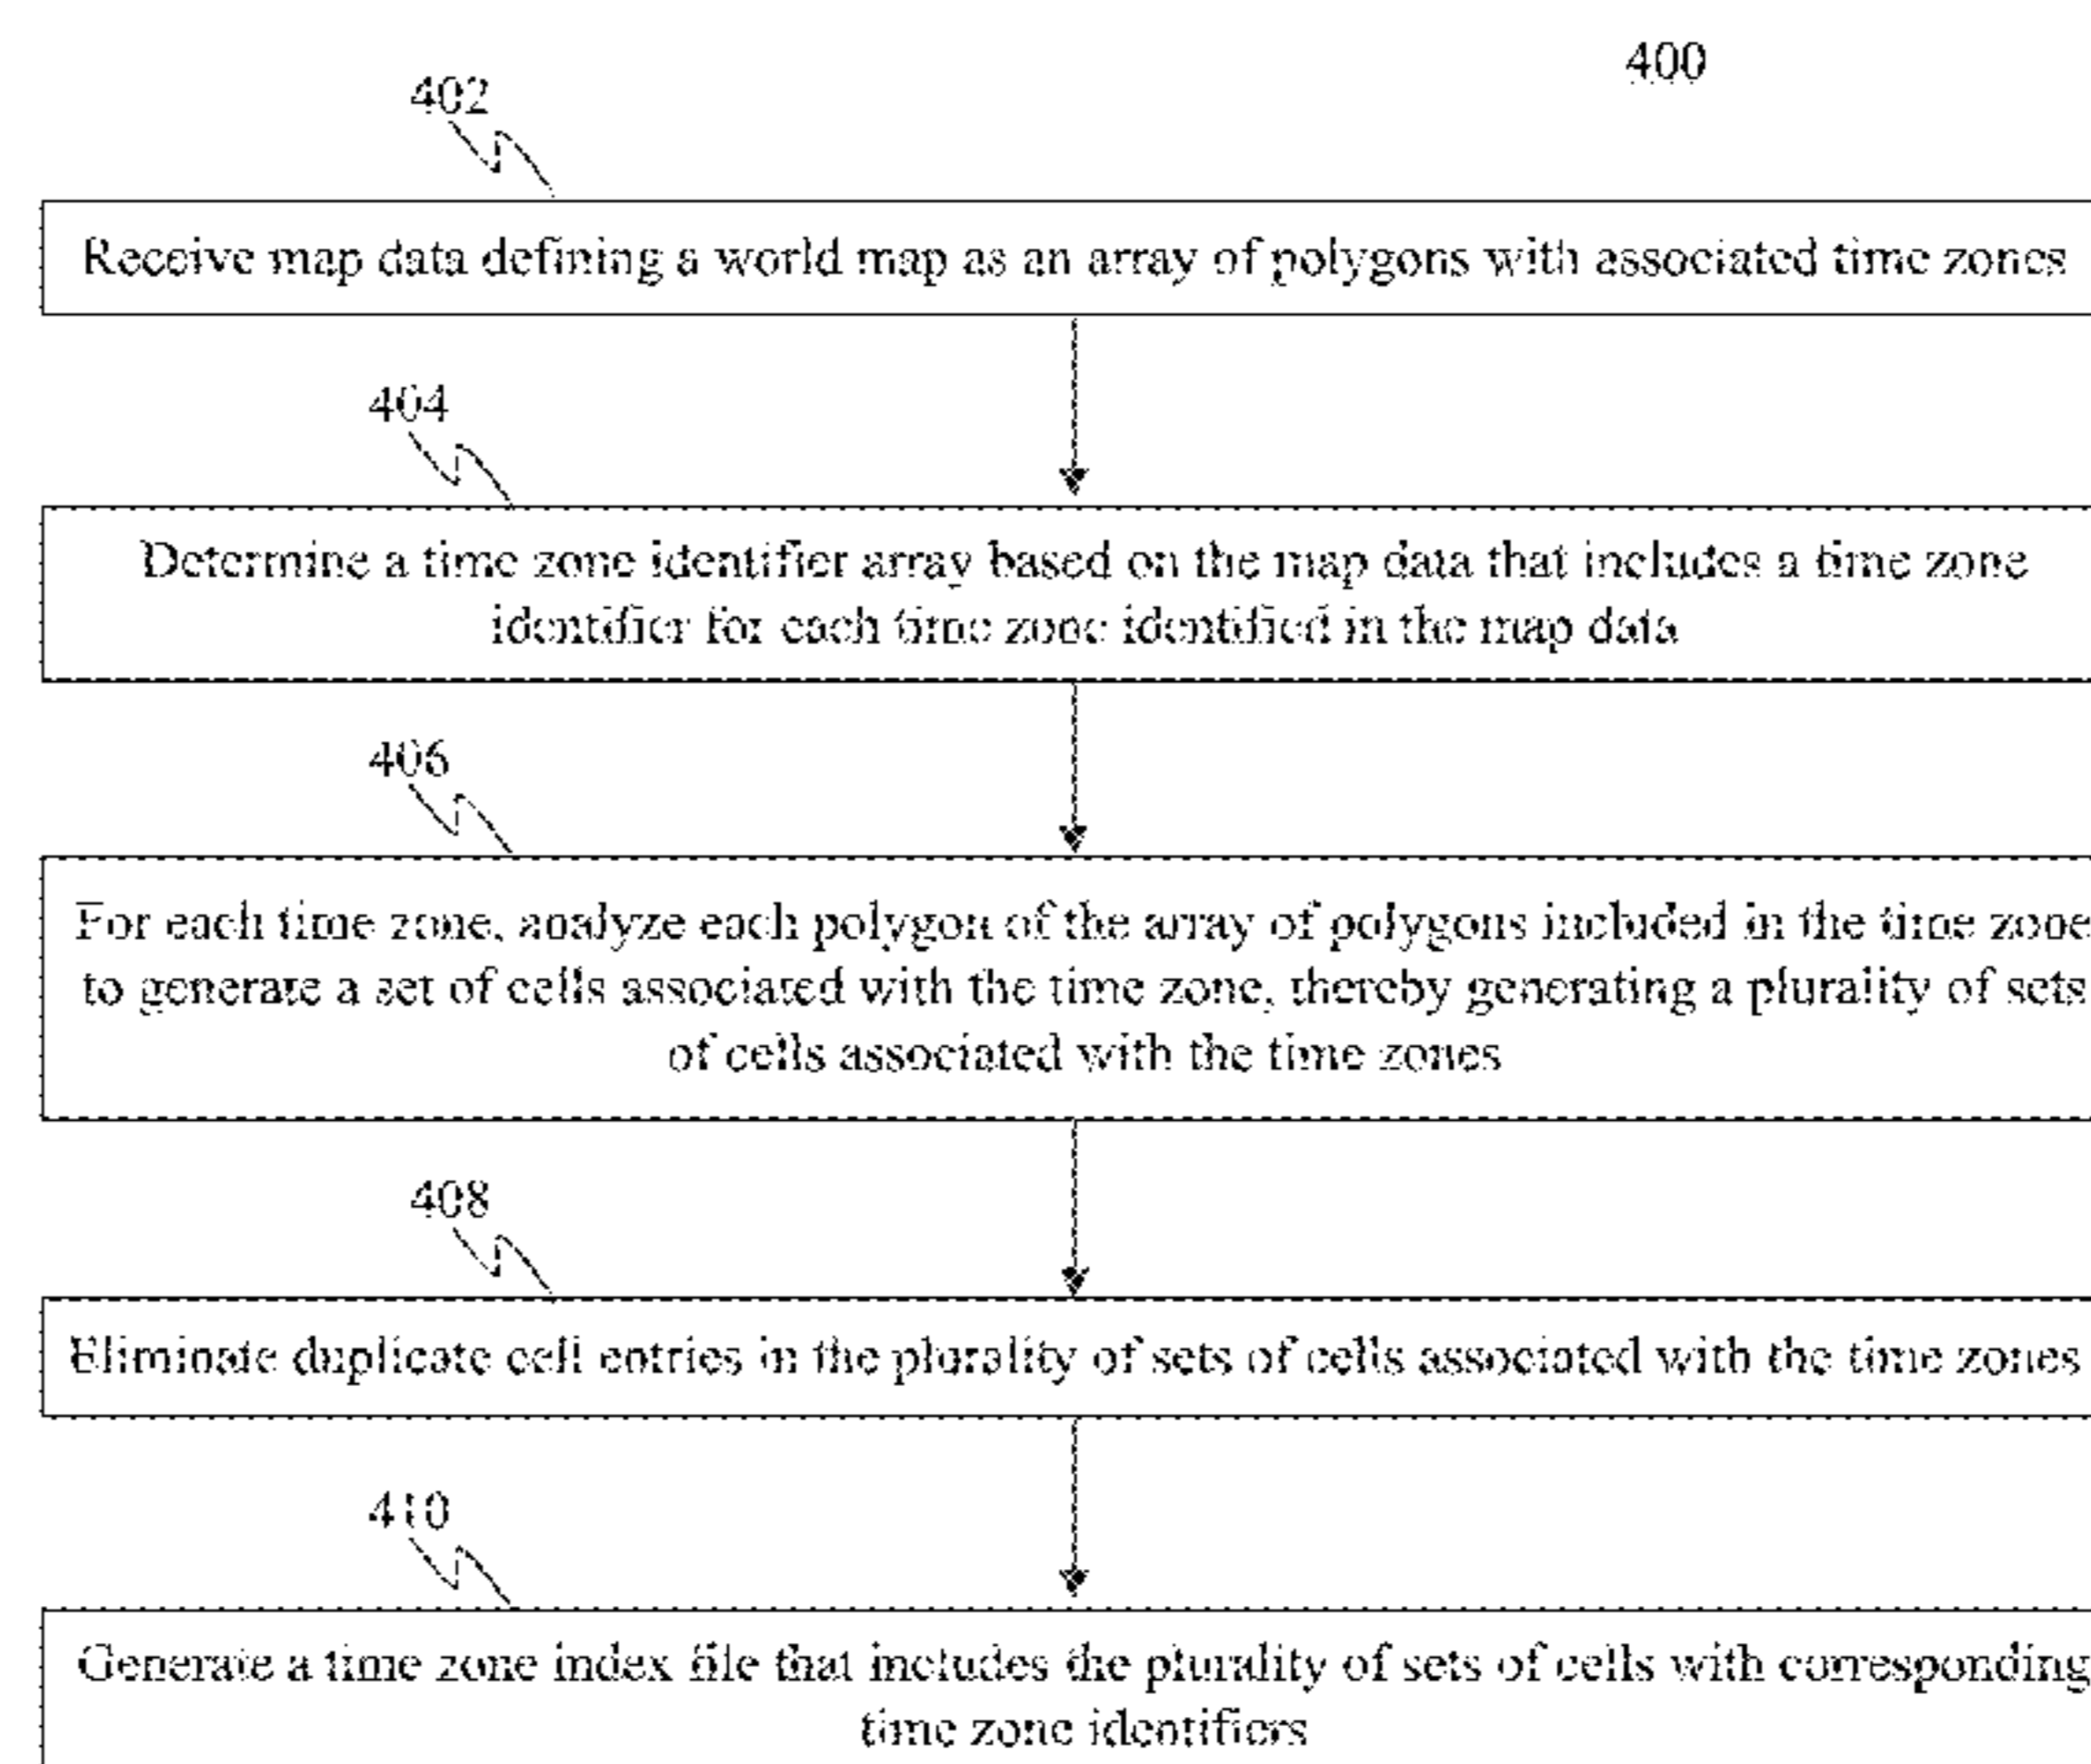 400
402
Receive map data defining a world map as an array of polygons with associated time zones
404
Determine a time zone identifier array based on the map data that includes a time zone
identifier for each time zone identified in the map data
406
For each time zone, analyze each polygon of the array of polygons included in the time zone
to generate a set of cells associated with the time zone, thereby generating a plurality of sets
of cells associated with the time zones
408
Eliminate duplicate cell entries in the plurality of sets of cells associated with the time zones
410
Generate a time zone index file that includes the plurality of sets of cells with corresponding
time zone identifiers